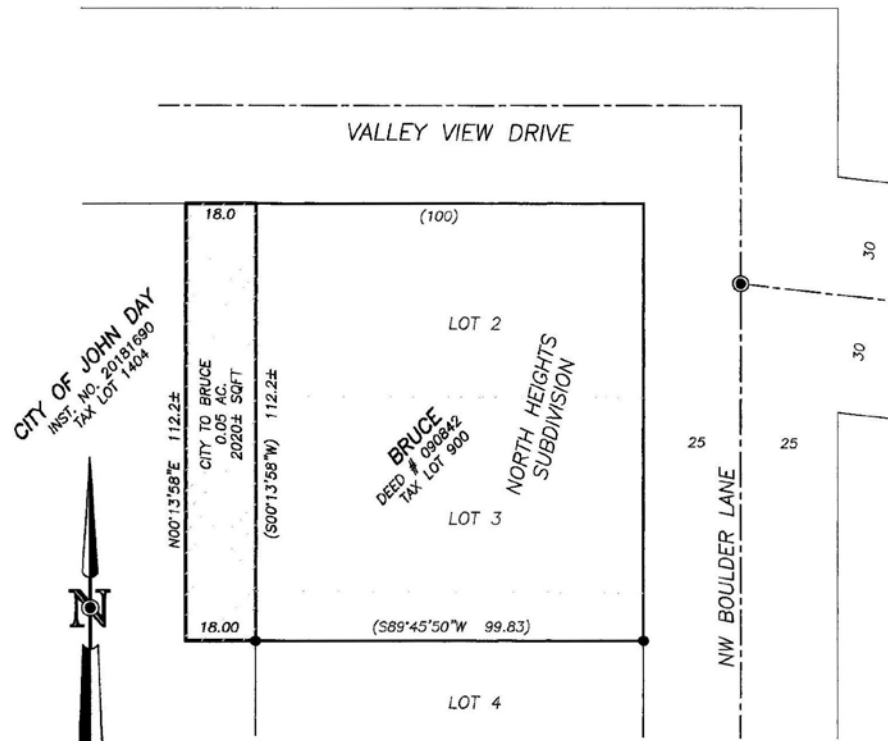 VALLEY VIEW DRIVE
18.0
(100)
30
CITY OF JOHN DAY
INST. NO. 20181690
TAX LOT 1404
N00°13'58"E 112.2±
CITY TO BRUCE
0.05 AC.
2020± SQFT
(S00°13'58"W) 112.2±
LOT 2
NORTH HEIGHTS
SUBDIVISION
BRUCE
DEED # 090842
TAX LOT 900
30
25
25
LOT 3
NW BOULDER LANE
N
18.00
(S89°45'50"W 99.83)
LOT 4